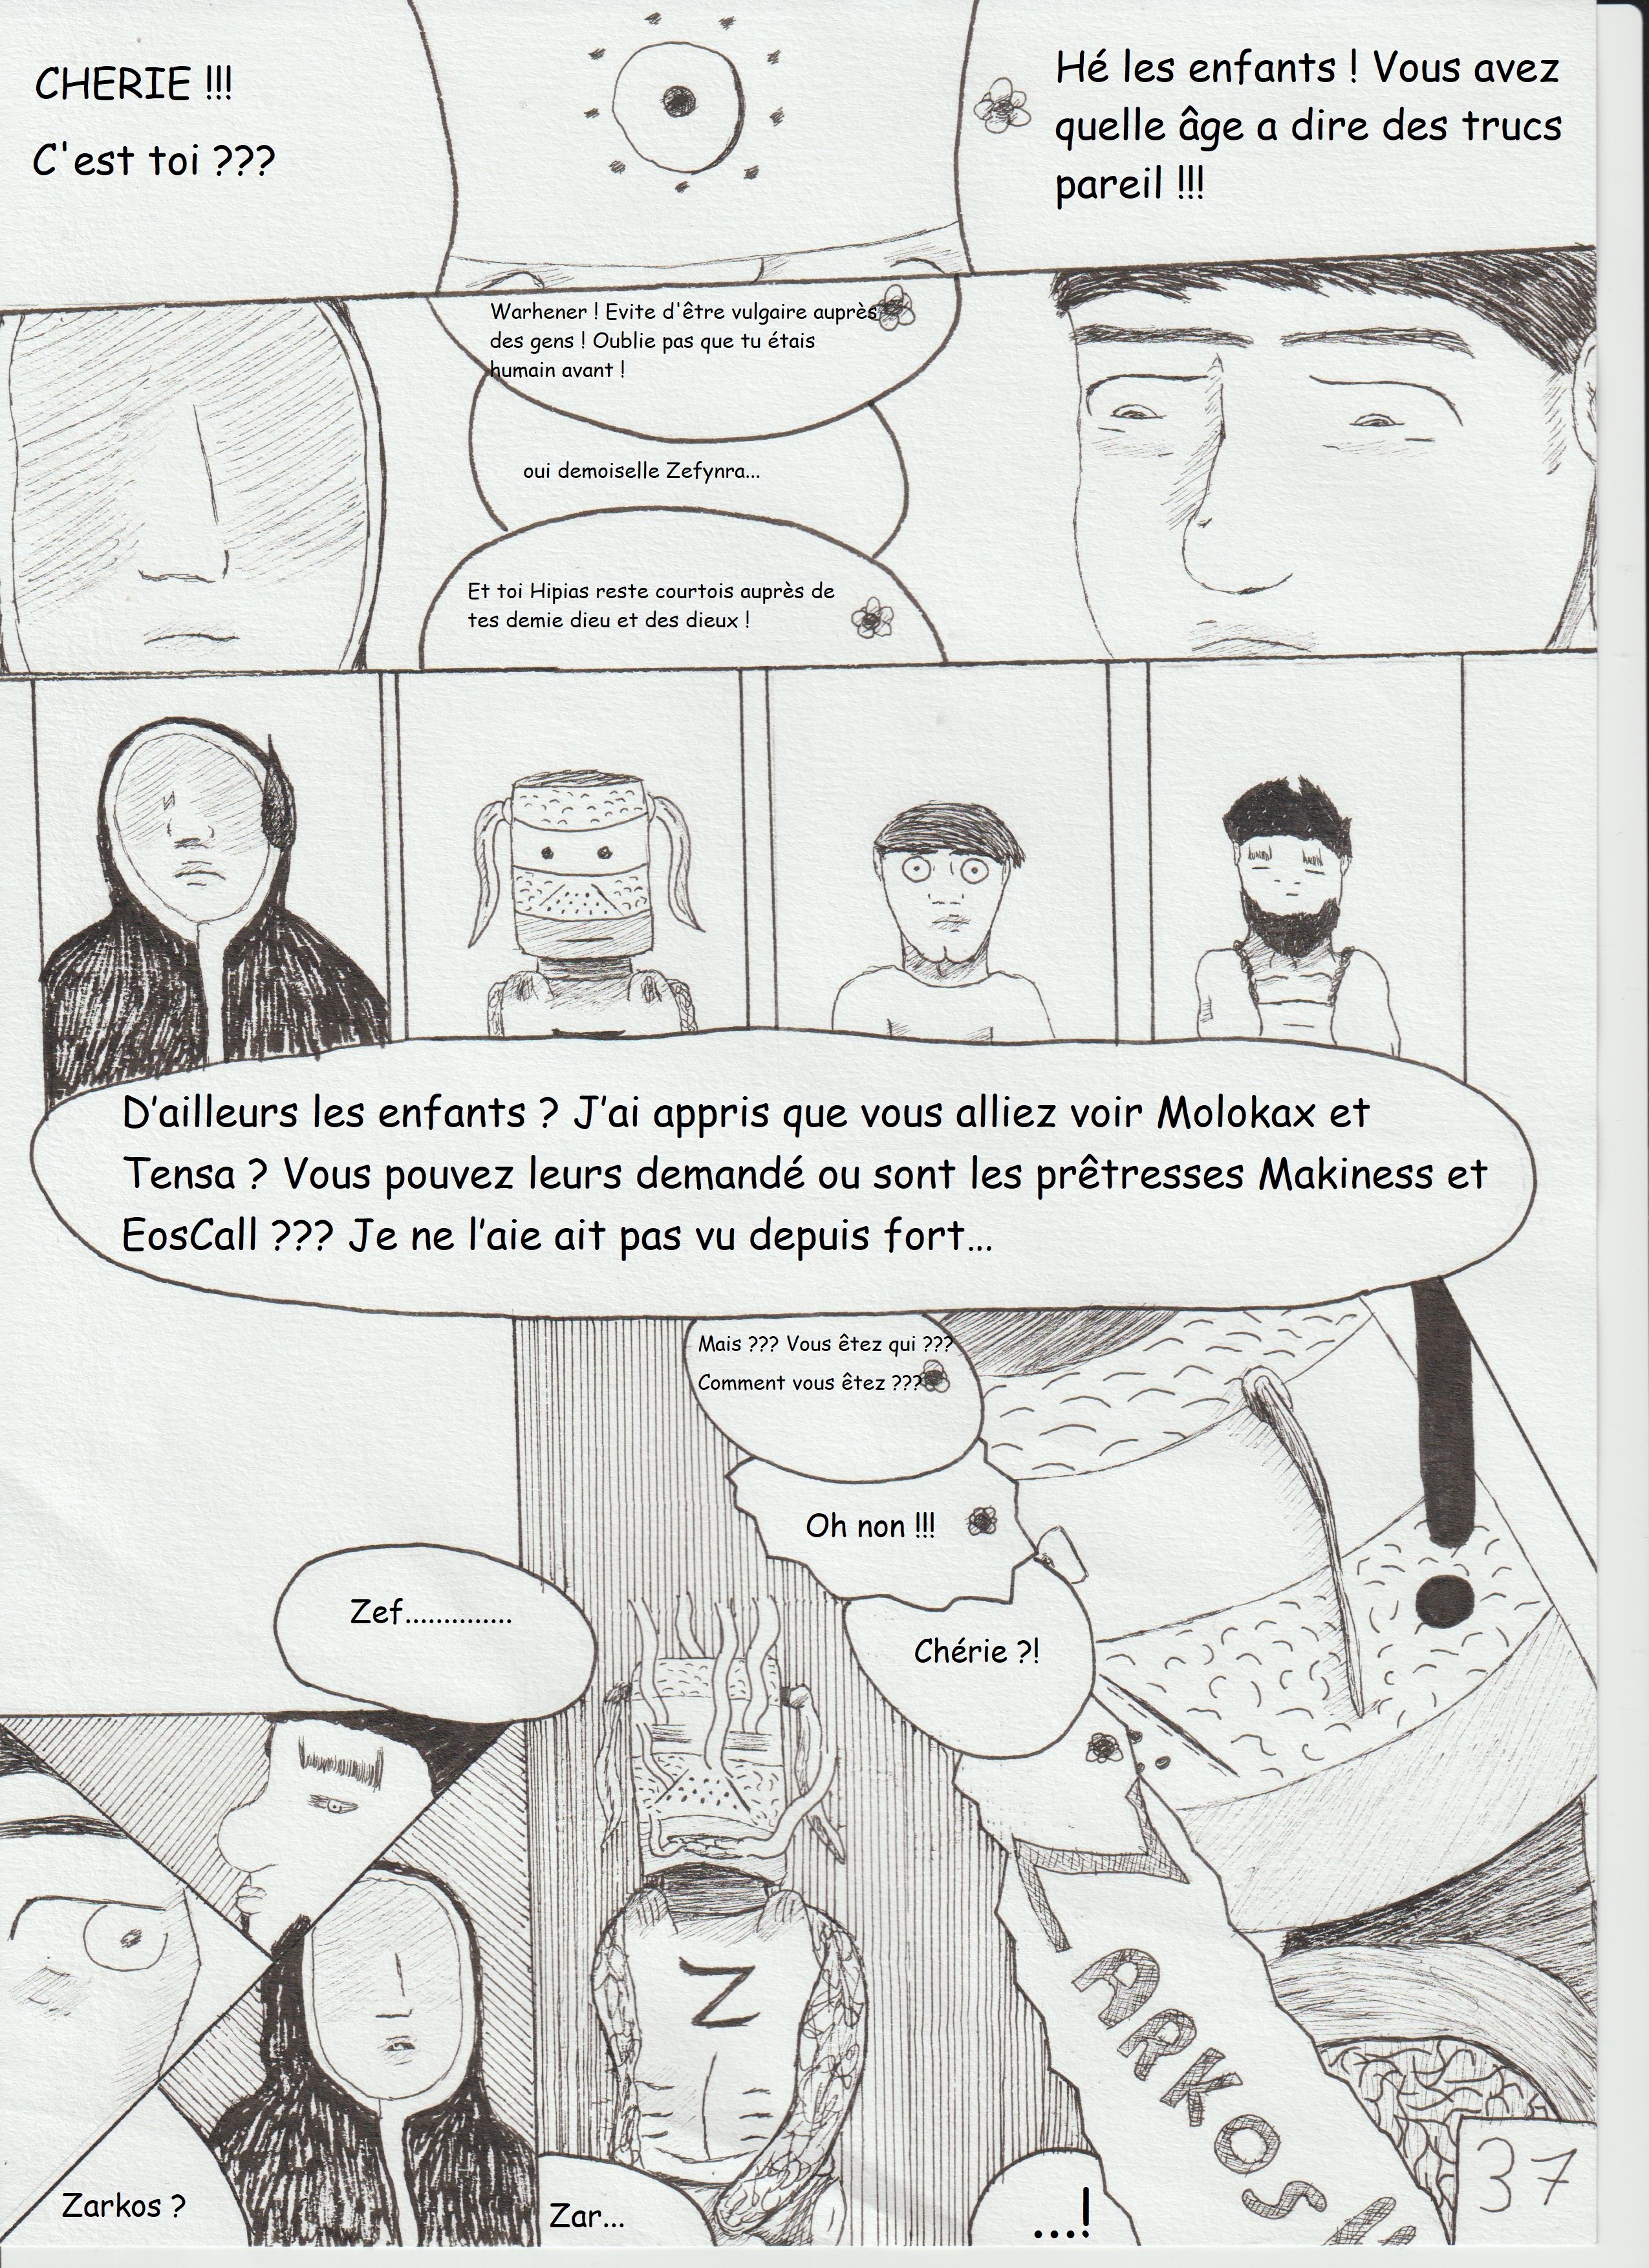 CHERIE !!!
C'est toi ???
Hé les enfants ! Vous avez
quelle âge a dire des trucs
pareil !!!
Warhener ! Evite d'être vulgaire auprès
des gens ! Oublie pas que tu étais
humain avant !
oui demoiselle Zefynra...
Et toi Hipias reste courtois auprès de
tes demie dieu et des dieux !
D’ailleurs les enfants ? J’ai appris que vous alliez voir Molokax et
Tensa ? Vous pouvez leurs demandé ou sont les prêtresses Makiness et
EosCall ??? Je ne l’aie ait pas vu depuis fort…
Mais ??? Vous êtez qui ???
Comment vous êtez ???
Oh non !!!
Zef..............
Chérie ?!
!
Z
ZARKOS !!
Zarkos ?
Zar...
...!
37